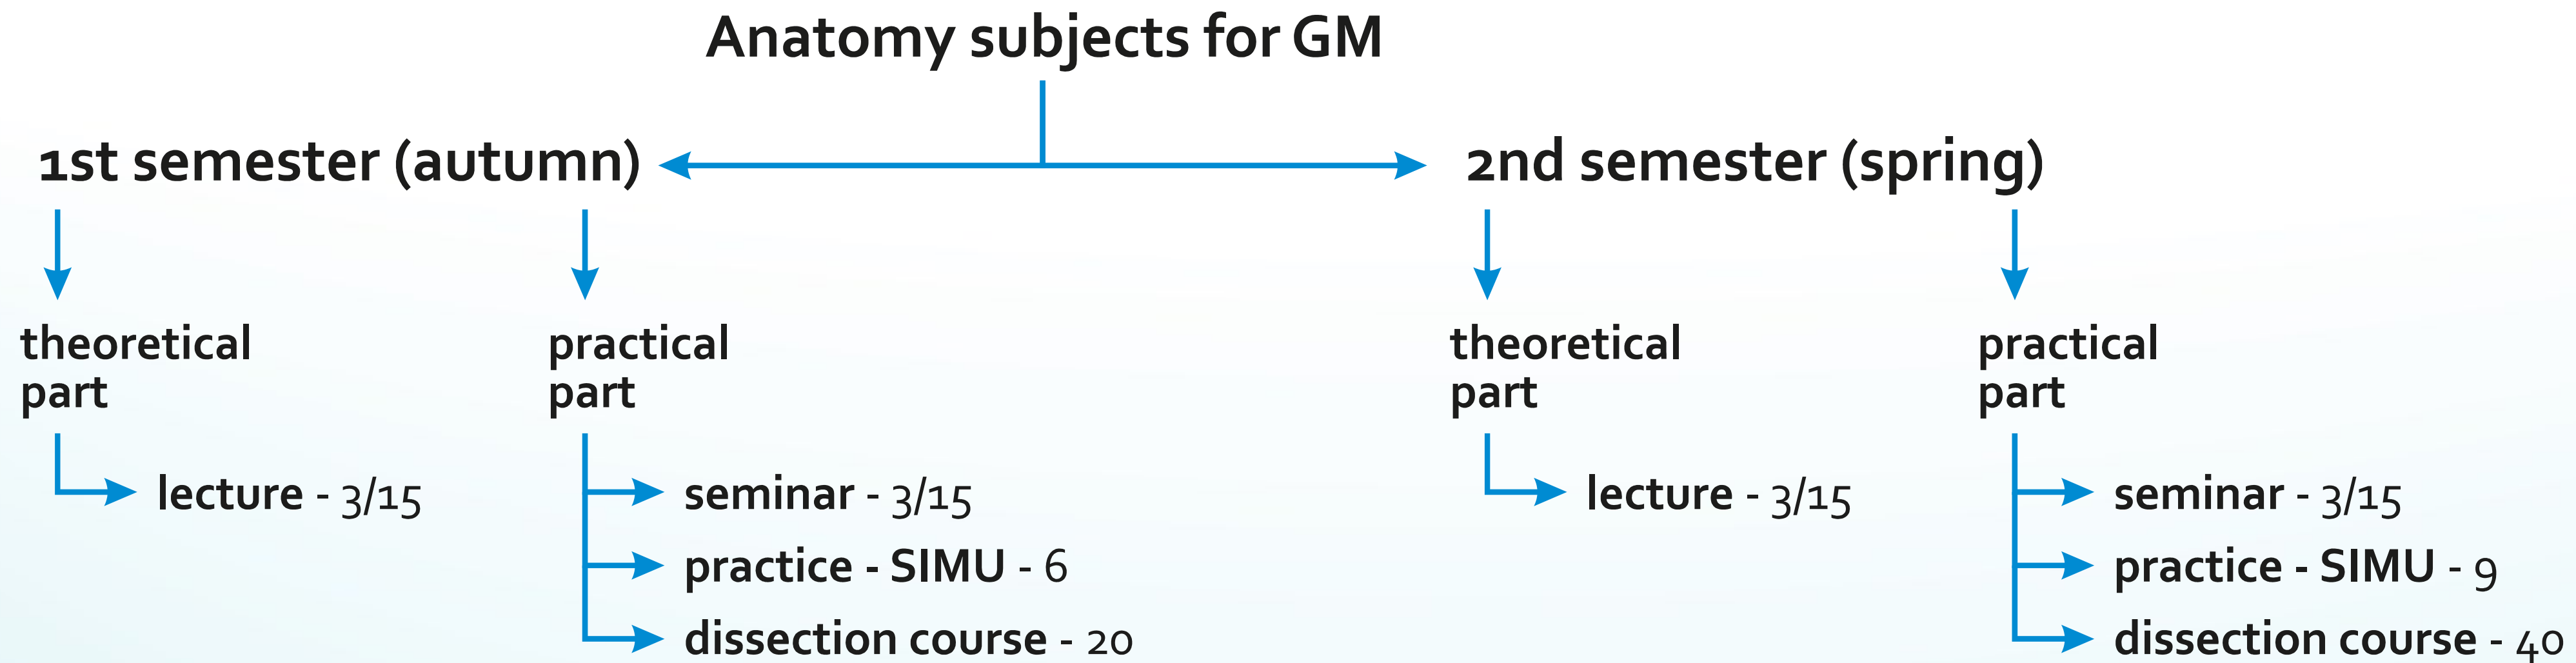 Anatomy subjects for GM
1st semester (autumn)
2nd semester (spring)
theoretical
part
practical
part
theoretical
part
practical
part
lecture - 3/15
seminar - 3/15
practice - SIMU - 6
dissection course - 20
lecture - 3/15
seminar - 3/15
practice - SIMU - 9
dissection course - 40